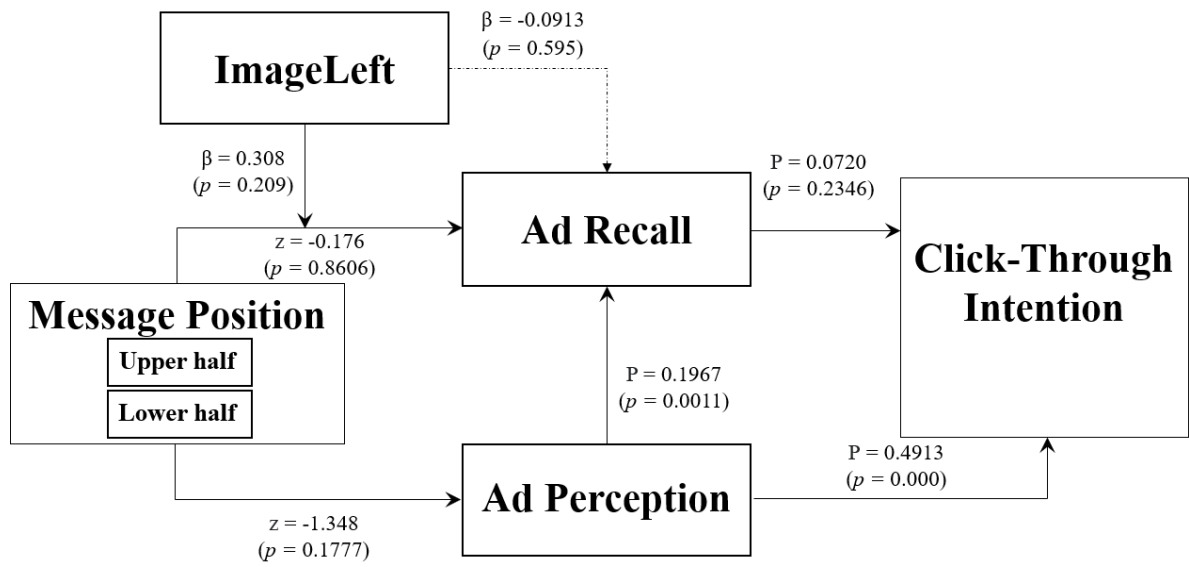 β = -0.0913
(p = 0.595)
ImageLeft
β = 0.308
(p = 0.209)
P = 0.0720
(p = 0.2346)
Ad Recall
z = -0.176
(p = 0.8606)
Click-Through
Intention
Message Position
Upper half
Lower half
P = 0.1967
(p = 0.0011)
P = 0.4913
(p = 0.000)
Ad Perception
z = -1.348
(p = 0.1777)